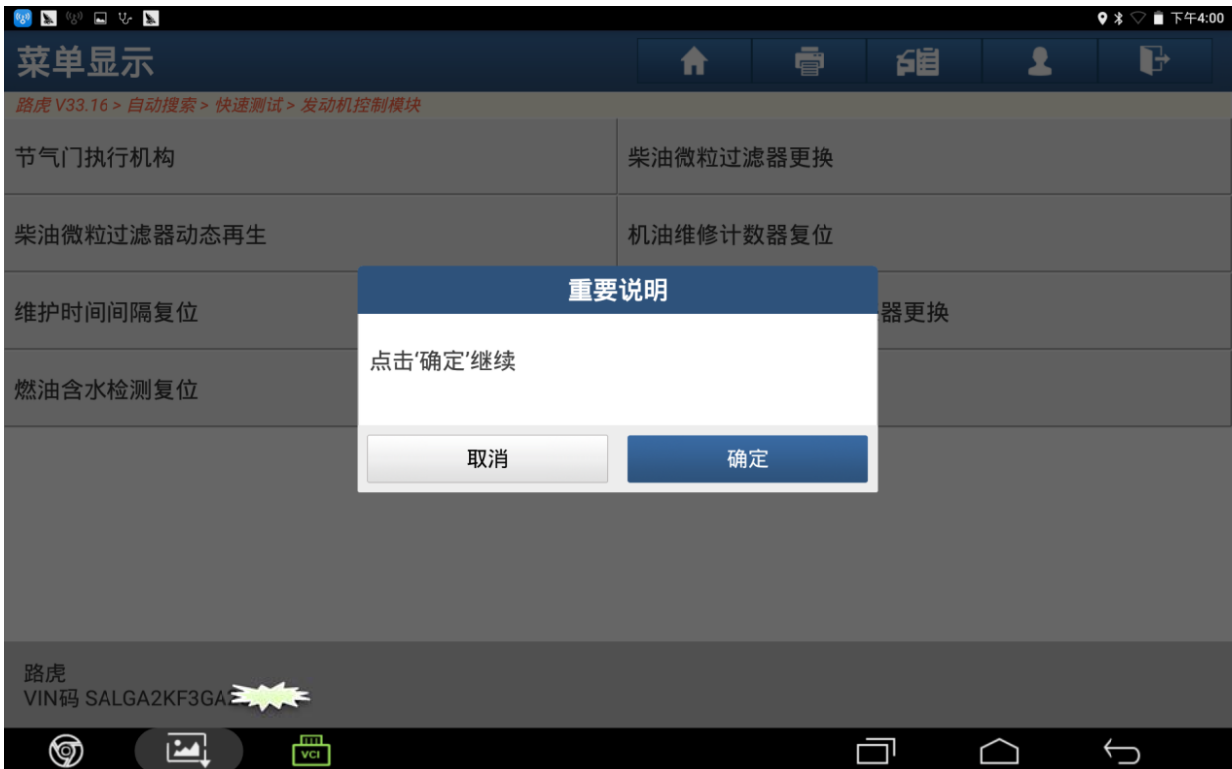 下午4:00
菜单显示
路虎 V33.16 > 自动搜索 > 快速测试 > 发动机控制模块
节气门执行机构
柴油微粒过滤器更换
柴油微粒过滤器动态再生
机油维修计数器复位
维护时间间隔复位
器更换
燃油含水检测复位
重要说明
点击‘确定’继续
取消
确定
路虎
VIN码 SALGA2KF3GA
VCI